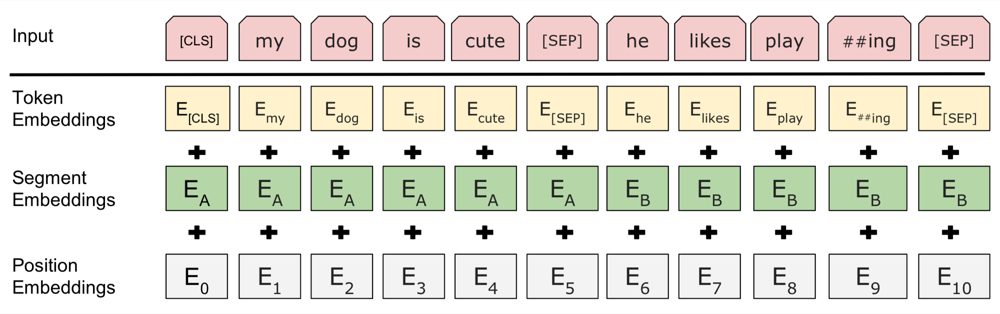 Input [CLS] my dog is cute [SEP] he likes play ##ing [SEP]
Token
Embeddings E[CLS] Emy Edog Eis Ecute E[SEP] Ehe Elikes Eplay E##ing E[SEP]
+ + + + + + + + + + +
Segment
Embeddings EA EA EA EA EA EA EB EB EB EB EB
+ + + + + + + + + + +
Position
Embeddings E0 E1 E2 E3 E4 E5 E6 E7 E8 E9 E10